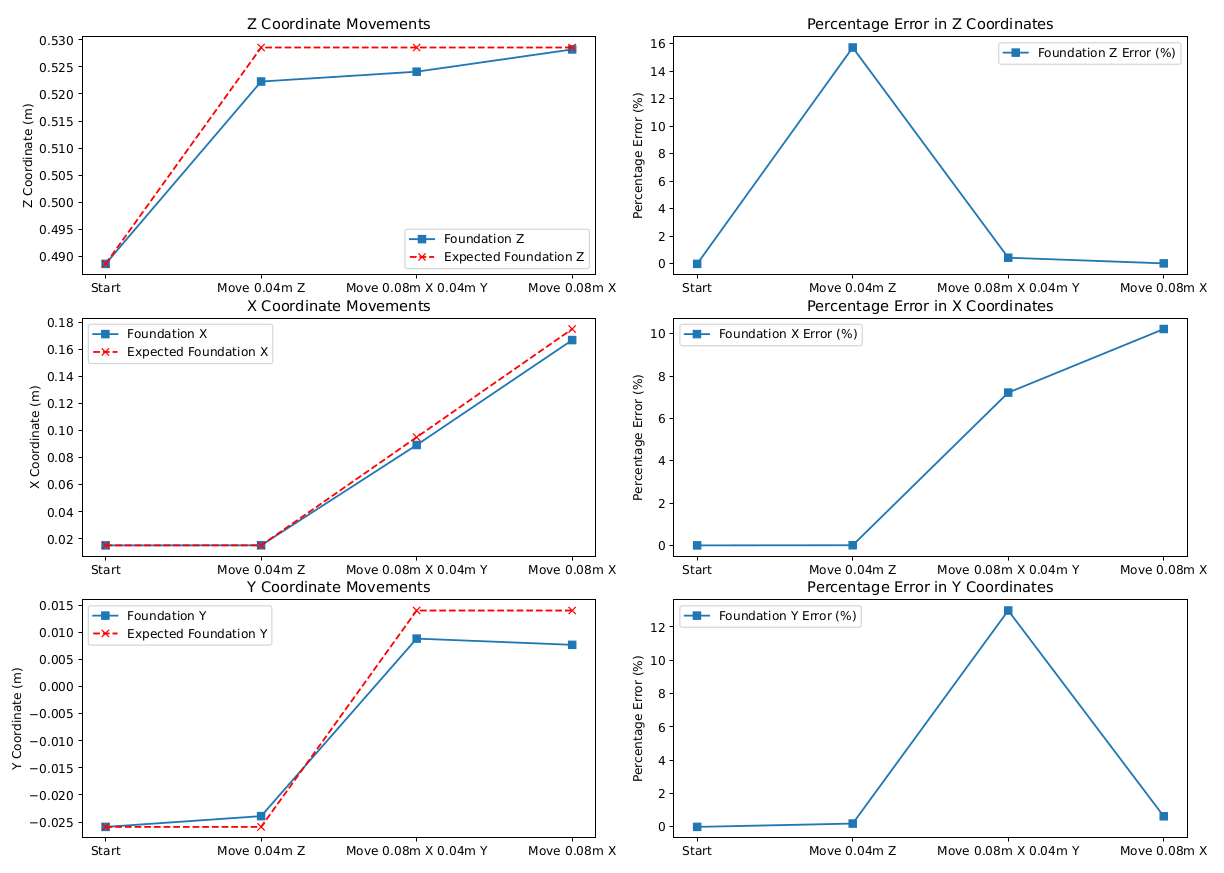 Z Coordinate Movements
Z Coordinate (m)
0.530
0.525
0.520
0.515
0.510
0.505
0.500
0.495
0.490
Foundation Z
Expected Foundation Z
Start
Move 0.04m Z
Move 0.08m X 0.04m Y
Move 0.08m X
Percentage Error in Z Coordinates
Percentage Error (%)
16
14
12
10
8
6
4
2
0
Foundation Z Error (%)
Start
Move 0.04m Z
Move 0.08m X 0.04m Y
Move 0.08m X
X Coordinate Movements
X Coordinate (m)
0.18
0.16
0.14
0.12
0.10
0.08
0.06
0.04
0.02
Foundation X
Expected Foundation X
Start
Move 0.04m Z
Move 0.08m X 0.04m Y
Move 0.08m X
Percentage Error in X Coordinates
Percentage Error (%)
10
8
6
4
2
0
Foundation X Error (%)
Start
Move 0.04m Z
Move 0.08m X 0.04m Y
Move 0.08m X
Y Coordinate Movements
Y Coordinate (m)
0.015
0.010
0.005
0.000
−0.005
−0.010
−0.015
−0.020
−0.025
Foundation Y
Expected Foundation Y
Start
Move 0.04m Z
Move 0.08m X 0.04m Y
Move 0.08m X
Percentage Error in Y Coordinates
Percentage Error (%)
12
10
8
6
4
2
0
Foundation Y Error (%)
Start
Move 0.04m Z
Move 0.08m X 0.04m Y
Move 0.08m X